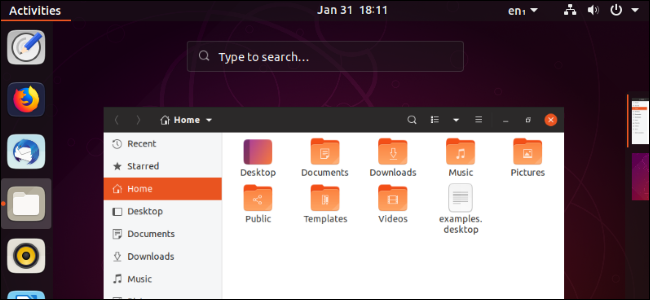 Activities
Jan 31 18:11
en₁
Type to search...
Home
Recent
Starred
Home
Desktop
Documents
Downloads
Music
Desktop
Documents
Downloads
Music
Pictures
Public
Templates
Videos
examples.
desktop